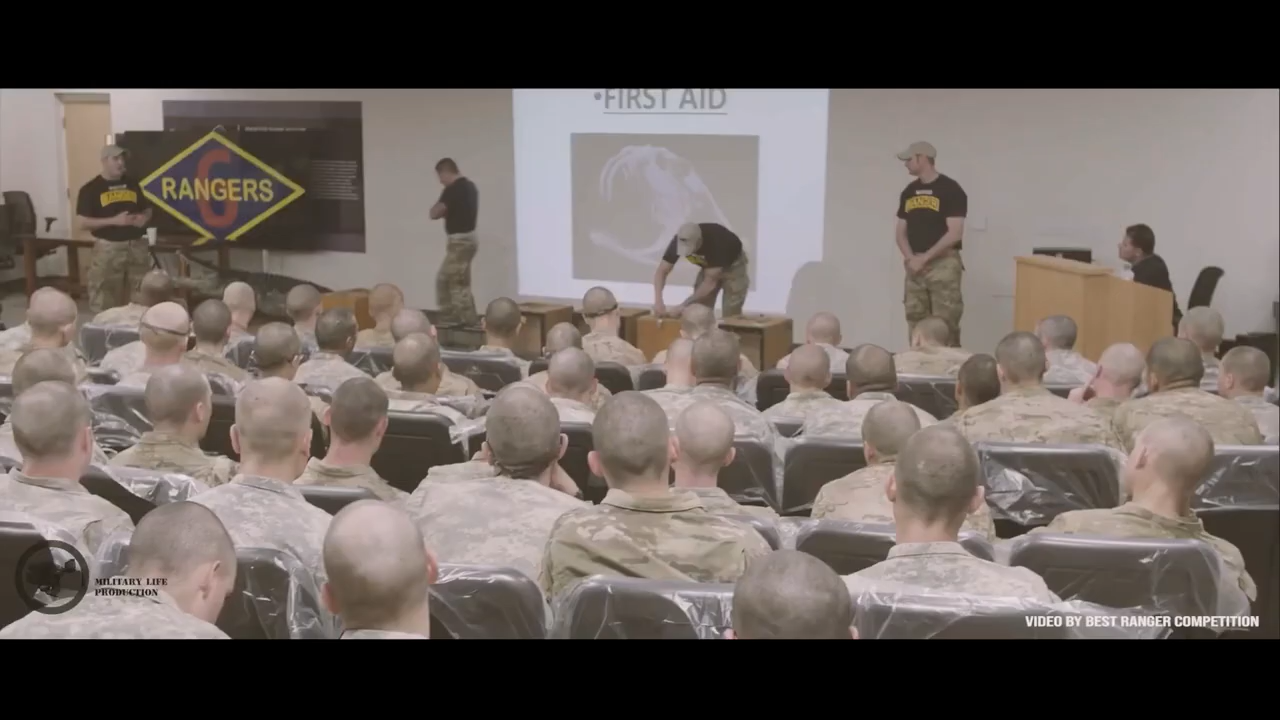 •FIRST AID
RANGERS
6
RANGER
RANGER
MILITARY LIFE
PRODUCTION
VIDEO BY BEST RANGER COMPETITION